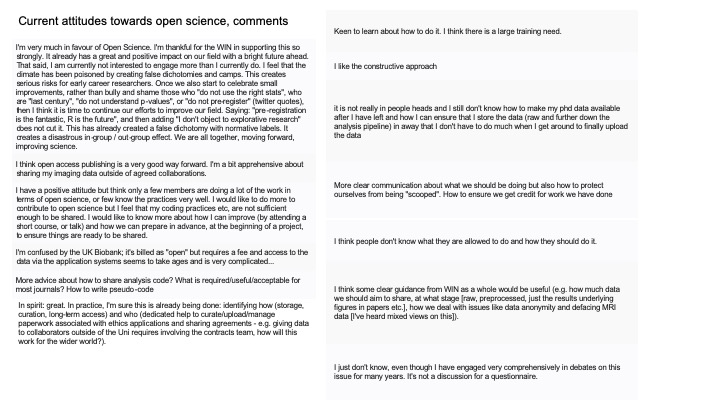 Current attitudes towards open science, comments
I'm very much in favour of Open Science. I'm thankful for the WIN in supporting this so
strongly. It already has a great and positive impact on our field with a bright future ahead.
That said, I am currently not interested to engage more than I currently do. I feel that the
climate has been poisoned by creating false dichotomies and camps. This creates
serious risks for early career researchers. Once we also start to celebrate small
improvements, rather than bully and shame those who "do not use the right stats", who
are "last century", "do not understand p-values", or "do not pre-register" (twitter quotes),
then I think it is time to continue our efforts to improve our field. Saying: "pre-registration
is the fantastic, R is the future", and then adding "I don't object to explorative research"
does not cut it. This has already created a false dichotomy with normative labels. It
creates a disastrous in-group / out-group effect. We are all together, moving forward,
improving science.
I think open access publishing is a very good way forward. I'm a bit apprehensive about
sharing my imaging data outside of agreed collaborations.
I have a positive attitude but think only a few members are doing a lot of the work in
terms of open science, or few know the practices very well. I would like to do more to
contribute to open science but I feel that my coding practices etc, are not sufficient
enough to be shared. I would like to know more about how I can improve (by attending a
short course, or talk) and how we can prepare in advance, at the beginning of a project,
to ensure things are ready to be shared.
I'm confused by the UK Biobank; it's billed as "open" but requires a fee and access to the
data via the application systems seems to take ages and is very complicated...
More advice about how to share analysis code? What is required/useful/acceptable for
most journals? How to write pseudo-code
In spirit: great. In practice, I'm sure this is already being done: identifying how (storage,
curation, long-term access) and who (dedicated help to curate/upload/manage
paperwork associated with ethics applications and sharing agreements - e.g. giving data
to collaborators outside of the Uni requires involving the contracts team, how will this
work for the wider world?).
Keen to learn about how to do it. I think there is a large training need.
I like the constructive approach
it is not really in people heads and I still don't know how to make my phd data available
after I have left and how I can ensure that I store the data (raw and further down the
analysis pipeline) in away that I don't have to do much when I get around to finally upload
the data
More clear communication about what we should be doing but also how to protect
ourselves from being "scooped". How to ensure we get credit for work we have done
I think people don't know what they are allowed to do and how they should do it.
I think some clear guidance from WIN as a whole would be useful (e.g. how much data
we should aim to share, at what stage [raw, preprocessed, just the results underlying
figures in papers etc.], how we deal with issues like data anonymity and defacing MRI
data [I've heard mixed views on this]).
I just don't know, even though I have engaged very comprehensively in debates on this
issue for many years. It's not a discussion for a questionnaire.